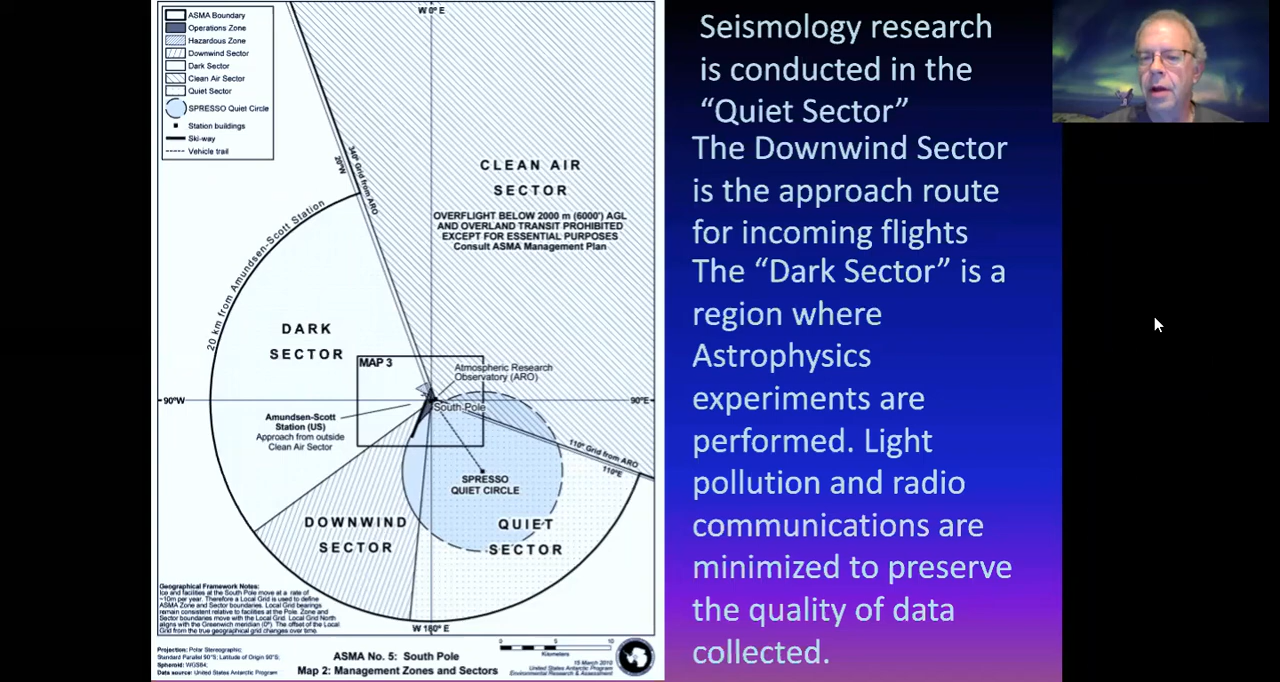 ASMA Boundary
Operations Zone
Hazardous Zone
Downwind Sector
Dark Sector
Clean Air Sector
Quiet Sector
SPRESSO Quiet Circle
Station buildings
Ski-way
Vehicle trail
W 0° E
20°W
340° Grid from ARO
CLEAN AIR
SECTOR
OVERFLIGHT BELOW 2000 m (6000') AGL
AND OVERLAND TRANSIT PROHIBITED
EXCEPT FOR ESSENTIAL PURPOSES
Consult ASMA Management Plan
20 km from Amundsen-Scott Station
DARK
SECTOR
MAP 3
Atmospheric Research
Observatory (ARO)
90°W
South Pole
90°E
Amundsen-Scott
Station (US)
Approach from outside
Clean Air Sector
110° Grid from ARO
110°E
SPRESSO
QUIET CIRCLE
DOWNWIND
SECTOR
QUIET
SECTOR
Geographical Framework Notes:
Ice and facilities at the South Pole move at a rate of
~10m per year. Therefore a Local Grid is used to define
ASMA Zone and Sector boundaries. Local Grid bearings
remain consistent relative to facilities at the Pole. Zone and
Sector boundaries move with the Local Grid. Local Grid North
aligns with the Greenwich meridian (0°). The offset of the Local
Grid from the true geographical grid changes over time.
W 180° E
Projection: Polar Stereographic;
Standard Parallel 90°S; Latitude of Origin 90°S;
Spheroid: WGS84;
Data source: United States Antarctic Program
ASMA No. 5: South Pole
Map 2: Management Zones and Sectors
0 5 10
Kilometers
15 March 2010
United States Antarctic Program
Environmental Research & Assessment
Seismology research
is conducted in the
“Quiet Sector”
The Downwind Sector
is the approach route
for incoming flights
The “Dark Sector” is a
region where
Astrophysics
experiments are
performed. Light
pollution and radio
communications are
minimized to preserve
the quality of data
collected.